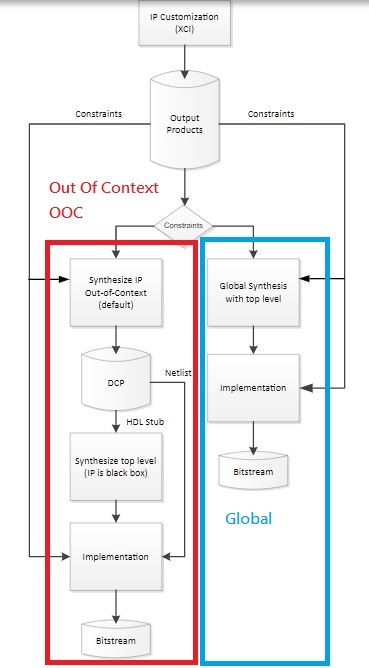 IP Customization
(XCI)
Constraints
Constraints
Output
Products
Out Of Context
OOC
Constraints
Synthesize IP
Out-of-Context
(default)
Global Synthesis
with top level
DCP
Netlist
Implementation
HDL Stub
Synthesize top level
(IP is black box)
Bitstream
Global
Implementation
Bitstream